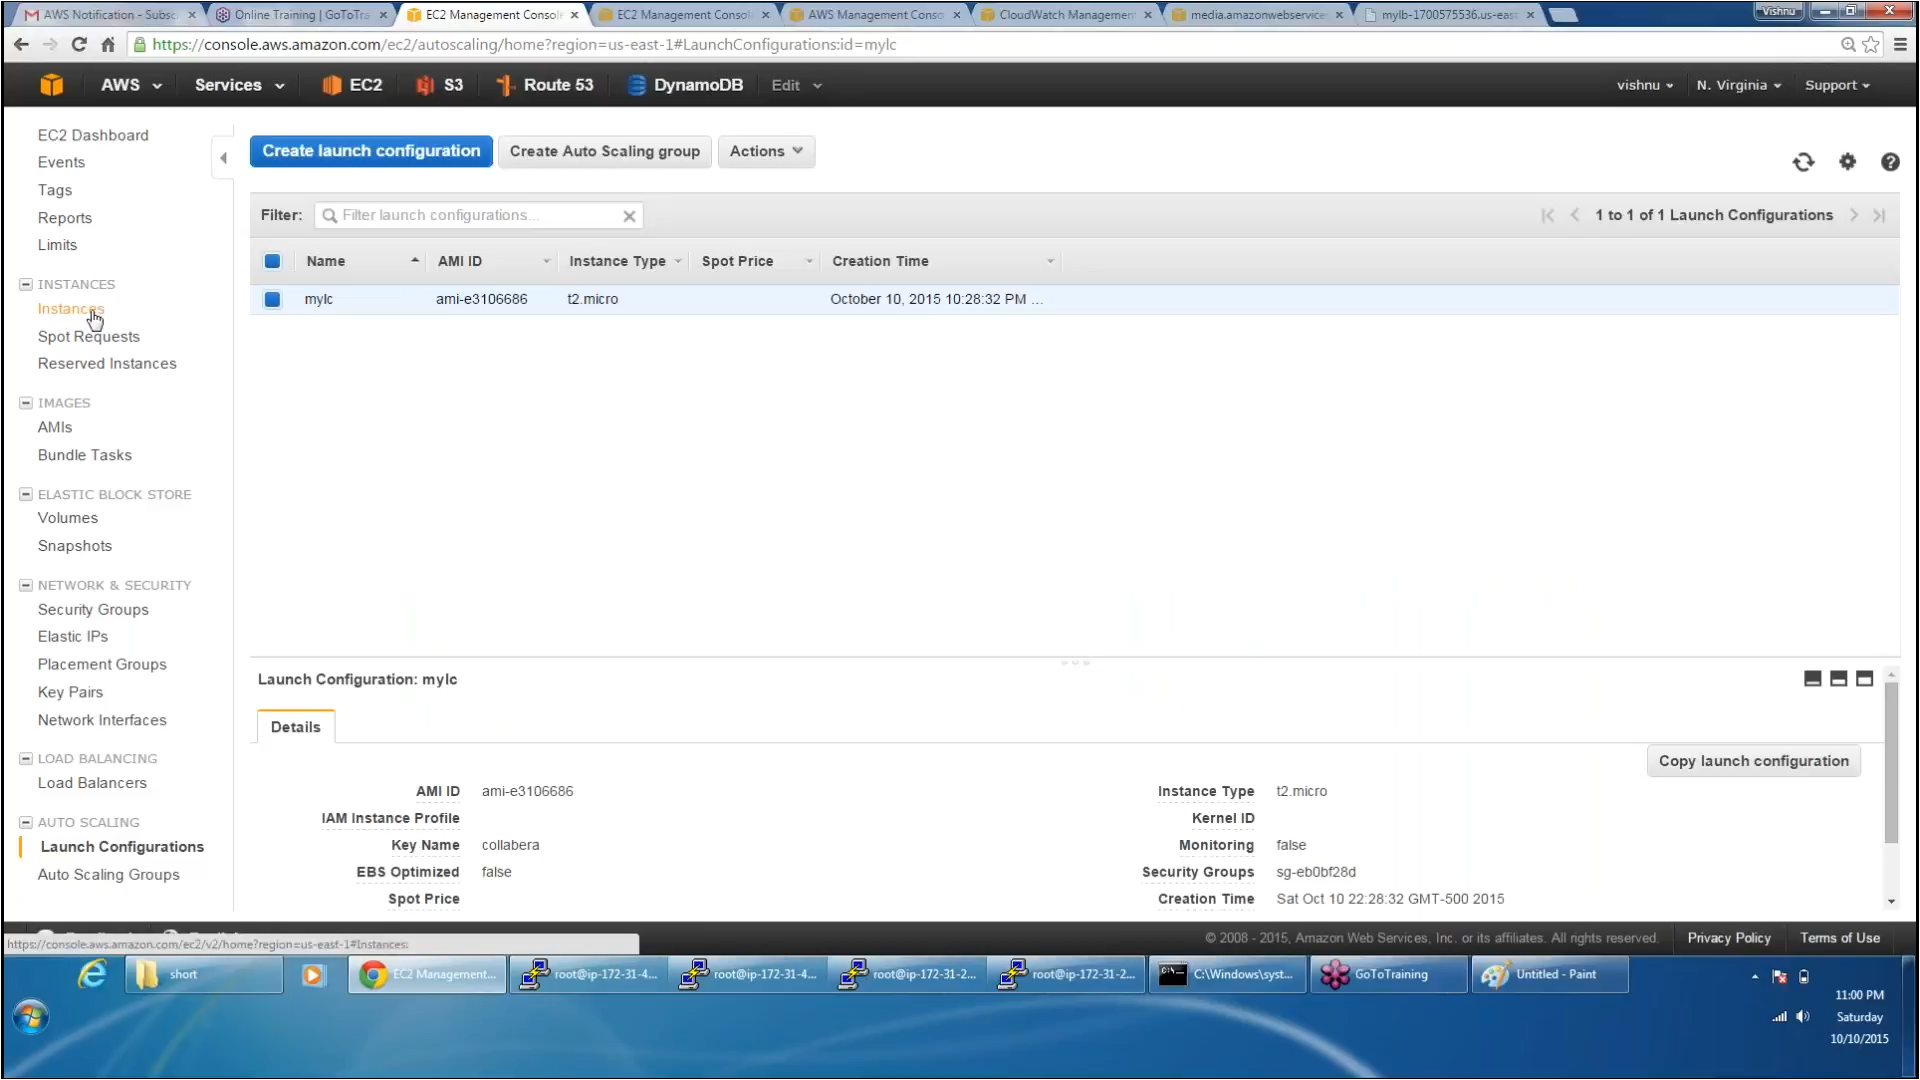 AWS Notification - Subsc
Online Training | GoToTra
EC2 Management Console
EC2 Management Consol
AWS Management Conso
CloudWatch Management
media.amazonwebservice
mylb-1700575536.us-east
Vishnu
https://console.aws.amazon.com/ec2/autoscaling/home?region=us-east-1#LaunchConfigurations:id=mylc
AWS
Services
EC2
S3
Route 53
DynamoDB
Edit
vishnu
N. Virginia
Support
EC2 Dashboard
Events
Tags
Reports
Limits
INSTANCES
Instances
Spot Requests
Reserved Instances
IMAGES
AMIs
Bundle Tasks
ELASTIC BLOCK STORE
Volumes
Snapshots
NETWORK & SECURITY
Security Groups
Elastic IPs
Placement Groups
Key Pairs
Network Interfaces
LOAD BALANCING
Load Balancers
AUTO SCALING
Launch Configurations
Auto Scaling Groups
Create launch configuration
Create Auto Scaling group
Actions
Filter:
Filter launch configurations...
1 to 1 of 1 Launch Configurations
Name
AMI ID
Instance Type
Spot Price
Creation Time
mylc
ami-e3106686
t2.micro
October 10, 2015 10:28:32 PM ...
Launch Configuration: mylc
Details
Copy launch configuration
AMI ID ami-e3106686
Instance Type t2.micro
IAM Instance Profile
Kernel ID
Key Name collabera
Monitoring false
EBS Optimized false
Security Groups sg-eb0bf28d
Spot Price
Creation Time Sat Oct 10 22:28:32 GMT-500 2015
https://console.aws.amazon.com/ec2/v2/home?region=us-east-1#Instances:
© 2008 - 2015, Amazon Web Services, Inc. or its affiliates. All rights reserved.
Privacy Policy
Terms of Use
short
EC2 Management...
root@ip-172-31-4...
root@ip-172-31-4...
root@ip-172-31-2...
root@ip-172-31-2...
C:\Windows\syst...
GoToTraining
Untitled - Paint
11:00 PM
Saturday
10/10/2015